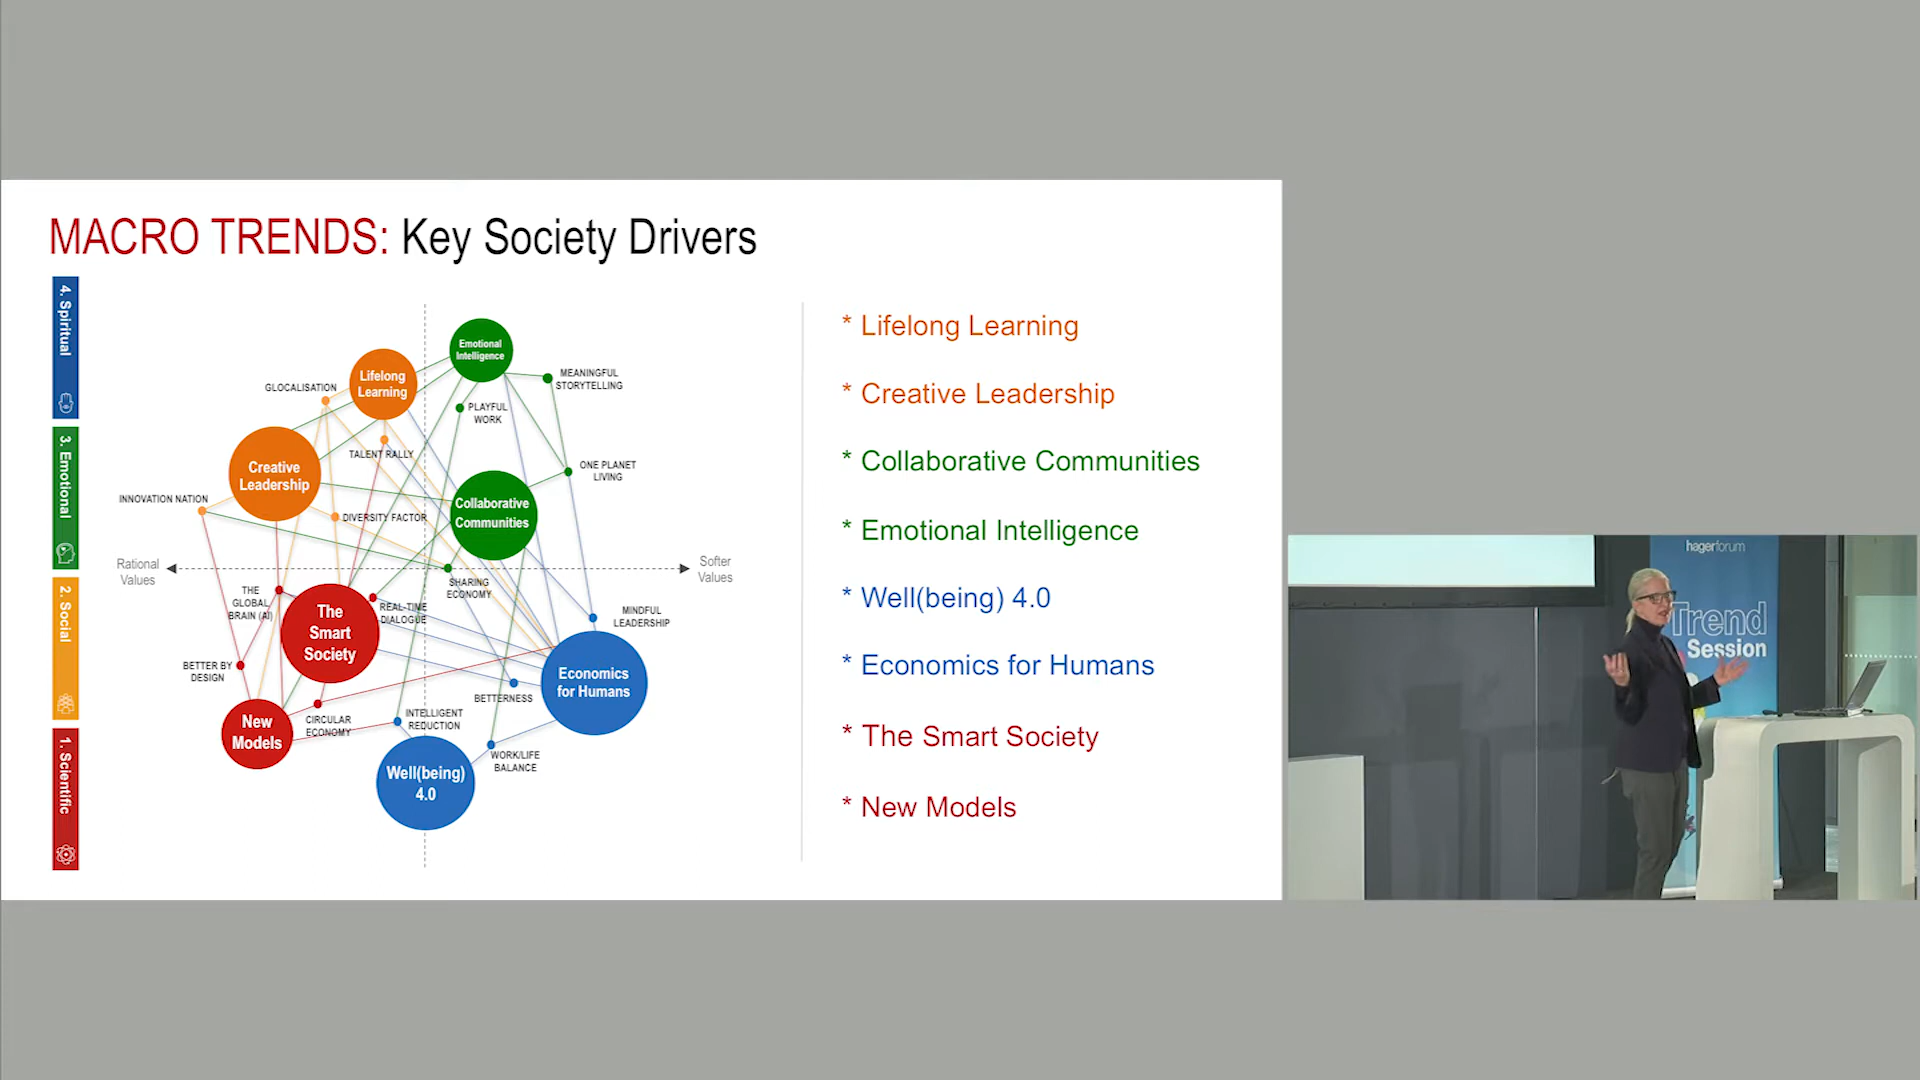 MACRO TRENDS: Key Society Drivers
4. Spiritual
3. Emotional
2. Social
1. Scientific
Emotional
Intelligence
Lifelong
Learning
GLOCALISATION
MEANINGFUL
STORYTELLING
PLAYFUL
WORK
TALENT RALLY
Creative
Leadership
ONE PLANET
LIVING
INNOVATION NATION
DIVERSITY FACTOR
Collaborative
Communities
Rational
Values
Softer
Values
SHARING
ECONOMY
THE
GLOBAL
BRAIN (AI)
The
Smart
Society
REAL-TIME
DIALOGUE
MINDFUL
LEADERSHIP
BETTER BY
DESIGN
Economics
for Humans
BETTERNESS
New
Models
CIRCULAR
ECONOMY
INTELLIGENT
REDUCTION
WORK/LIFE
BALANCE
Well(being)
4.0
* Lifelong Learning
* Creative Leadership
* Collaborative Communities
* Emotional Intelligence
* Well(being) 4.0
* Economics for Humans
* The Smart Society
* New Models
hagerforum
Trend
Session